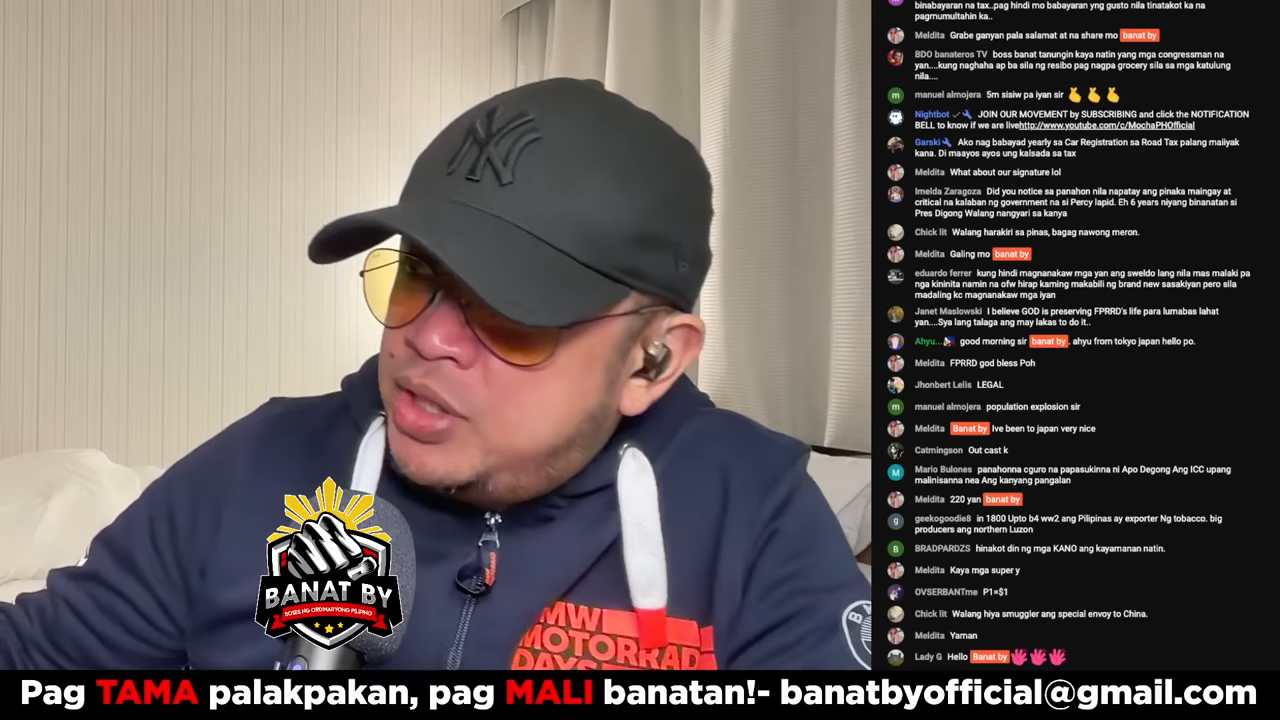 NY
BANAT BY
BOSES NG ORDINARYONG PILIPINO
MW
MOTORRAD
DAYS
binabayaran na tax..pag hindi mo babayaran yng gusto nila tinatakot ka na
pagmumultahin ka..
Meldita Grabe ganyan pala salamat at na share mo banat by
BDO banateros TV boss banat tanungin kaya natin yang mga congressman na
yan....kung naghaha ap ba sila ng resibo pag nagpa grocery sila sa mga katulung
nila....
m manuel almojera 5m sisiw pa iyan sir
Nightbot JOIN OUR MOVEMENT by SUBSCRIBING and click the NOTIFICATION
BELL to know if we are livehttp://www.youtube.com/c/MochaPHOfficial
Garski Ako nag babayad yearly sa Car Registration sa Road Tax palang maiiyak
kana. Di maayos ayos ung kalsada sa tax
Meldita What about our signature lol
Imelda Zaragoza Did you notice sa panahon nila napatay ang pinaka maingay at
critical na kalaban ng government na si Percy lapid. Eh 6 years niyang binanatan si
Pres Digong Walang nangyari sa kanya
Chick lit Walang harakiri sa pinas, bagag nawong meron.
Meldita Galing mo banat by
eduardo ferrer kung hindi magnanakaw mga yan ang sweldo lang nila mas malaki pa
nga kininita namin na ofw hirap kaming makabili ng brand new sasakiyan pero sila
madaling kc magnanakaw mga iyan
Janet Maslowski I believe GOD is preserving FPRRD's life para lumabas lahat
yan....Sya lang talaga ang may lakas to do it..
Ahyu... good morning sir banat by. ahyu from tokyo japan hello po.
Meldita FPRRD god bless Poh
Jhonbert Lelis LEGAL
m manuel almojera population explosion sir
Meldita Banat by Ive been to japan very nice
Catmingson Out cast k
M Mario Bulones panahonna cguro na papasukinna ni Apo Degong Ang ICC upang
malinisanna nea Ang kanyang pangalan
Meldita 220 yan banat by
g geekogoodie8 in 1800 Upto b4 ww2 ang Pilipinas ay exporter Ng tobacco. big
producers ang northern Luzon
B BRADPARDZS hinakot din ng mga KANO ang kayamanan natin.
Meldita Kaya mga super y
OVSERBANTme P1=$1
Chick lit Walang hiya smuggler ang special envoy to China.
Meldita Yaman
Lady G Hello Banat by
Pag TAMA palakpakan, pag MALI banatan!- banatbyofficial@gmail.com